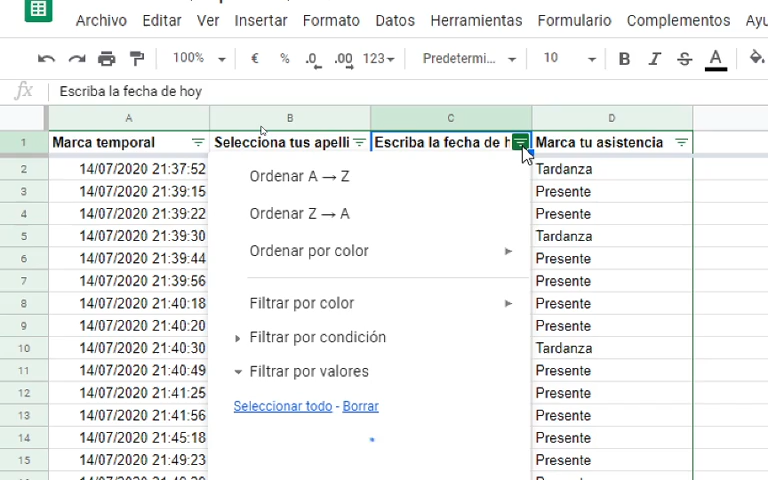 Archivo Editar Ver Insertar Formato Datos Herramientas Formulario Complementos Ayu
100% € % .0 .00 123 Predetermi... 10 B I S A
fx Escriba la fecha de hoy
A B C D
1 Marca temporal Selecciona tus apelli Escriba la fecha de h Marca tu asistencia
2 14/07/2020 21:37:52 Tardanza
3 14/07/2020 21:39:15 Presente
4 14/07/2020 21:39:22 Presente
5 14/07/2020 21:39:30 Tardanza
6 14/07/2020 21:39:44 Presente
7 14/07/2020 21:39:56 Presente
8 14/07/2020 21:40:18 Presente
9 14/07/2020 21:40:20 Presente
10 14/07/2020 21:40:30 Tardanza
11 14/07/2020 21:40:49 Presente
12 14/07/2020 21:41:25 Presente
13 14/07/2020 21:41:56 Presente
14 14/07/2020 21:45:18 Presente
15 14/07/2020 21:49:23 Presente
Ordenar A → Z
Ordenar Z → A
Ordenar por color
Filtrar por color
Filtrar por condición
Filtrar por valores
Seleccionar todo - Borrar